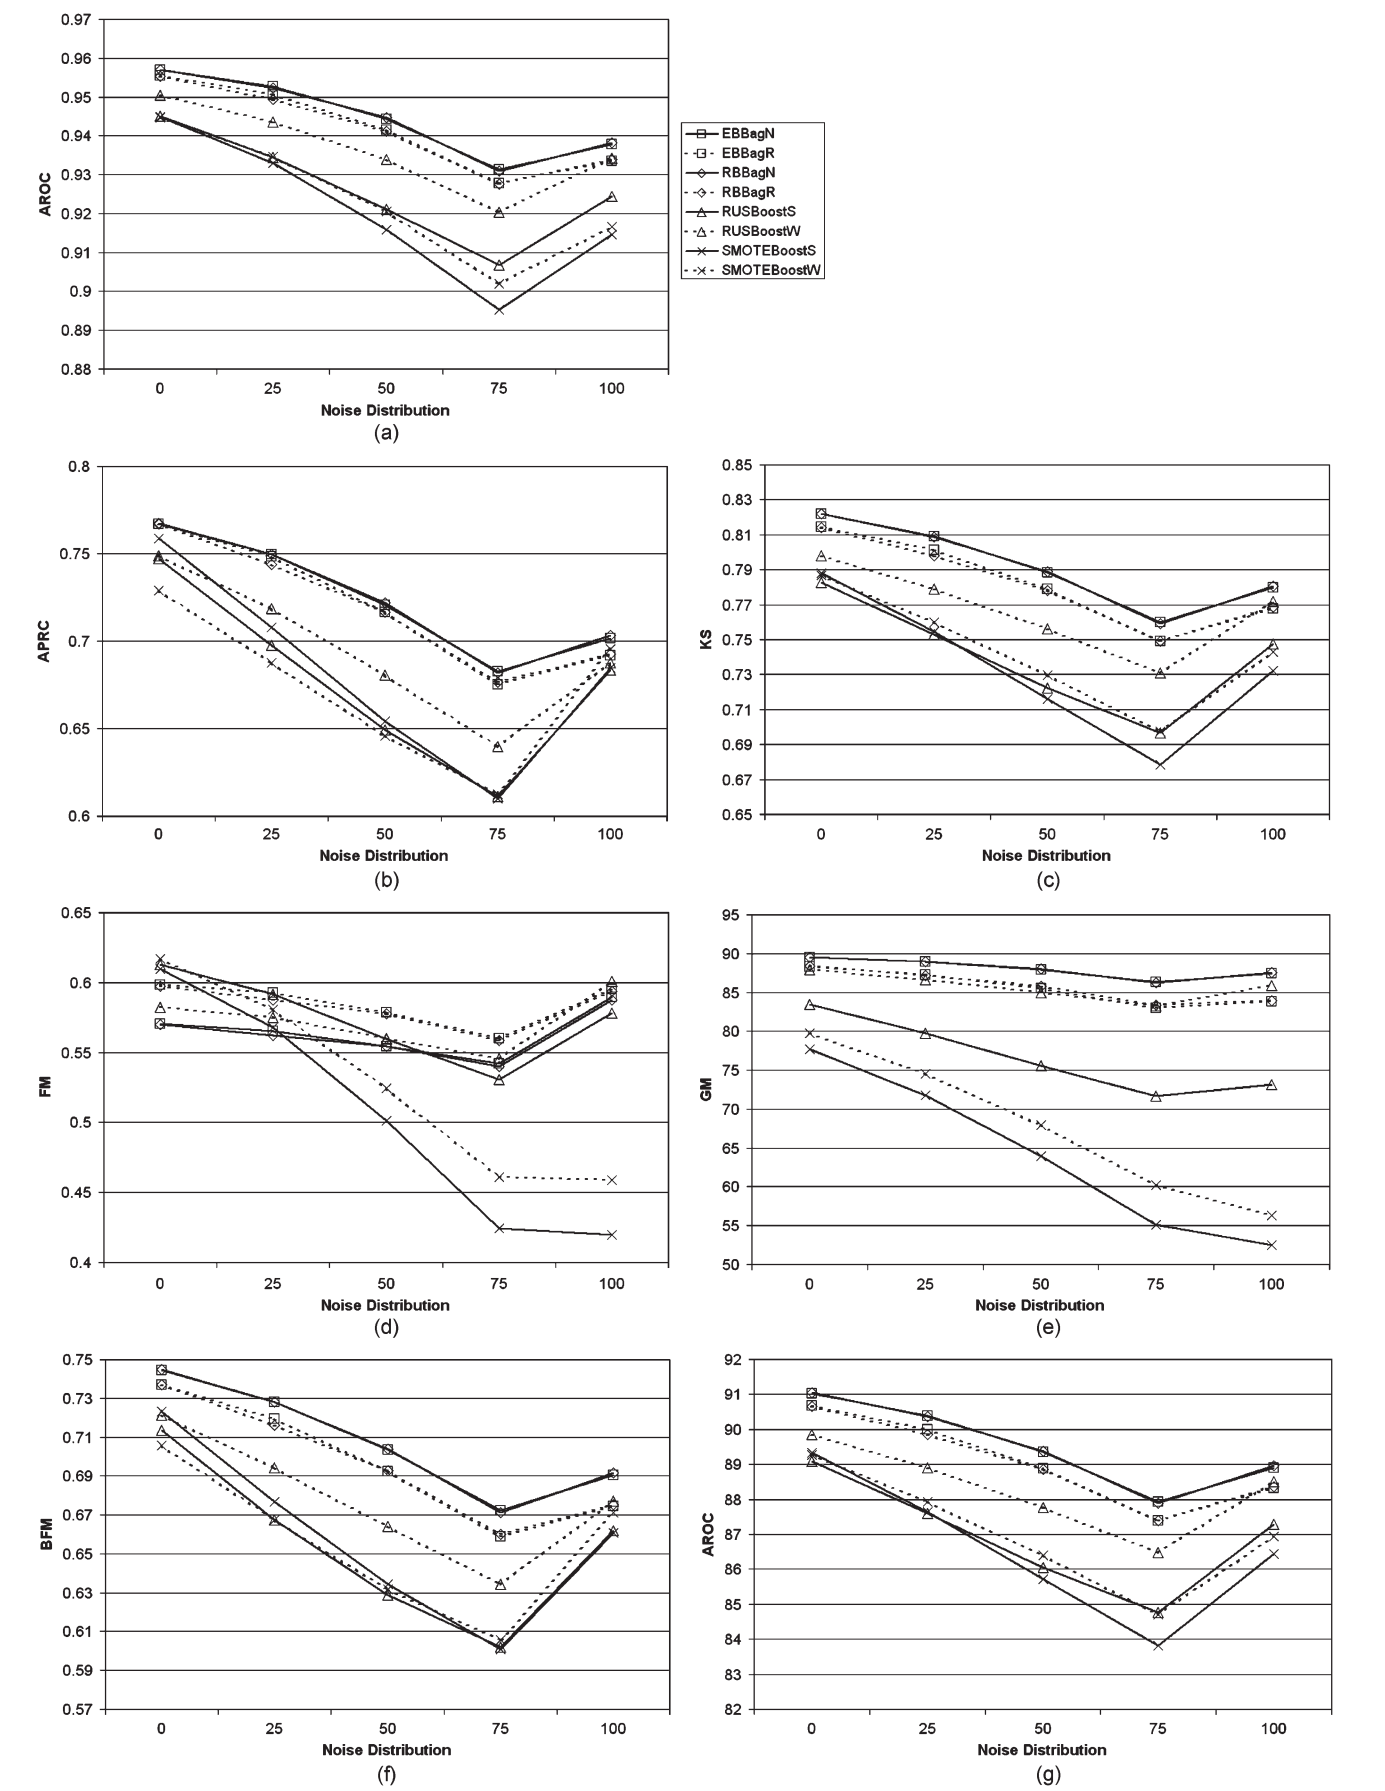 0.97
0.96
0.95
0.94
0.93
0.92
0.91
0.9
0.89
0.88
AROC
0 25 50 75 100
Noise Distribution
(a)
EBBagN
EBBagR
RBBagN
RBBagR
RUSBoostS
RUSBoostW
SMOTEBoostS
SMOTEBoostW
0.8
0.75
0.7
0.65
0.6
APRC
0 25 50 75 100
Noise Distribution
(b)
0.85
0.83
0.81
0.79
0.77
0.75
0.73
0.71
0.69
0.67
0.65
KS
0 25 50 75 100
Noise Distribution
(c)
0.65
0.6
0.55
0.5
0.45
0.4
FM
0 25 50 75 100
Noise Distribution
(d)
95
90
85
80
75
70
65
60
55
50
GM
0 25 50 75 100
Noise Distribution
(e)
0.75
0.73
0.71
0.69
0.67
0.65
0.63
0.61
0.59
0.57
BFM
0 25 50 75 100
Noise Distribution
(f)
92
91
90
89
88
87
86
85
84
83
82
AROC
0 25 50 75 100
Noise Distribution
(g)